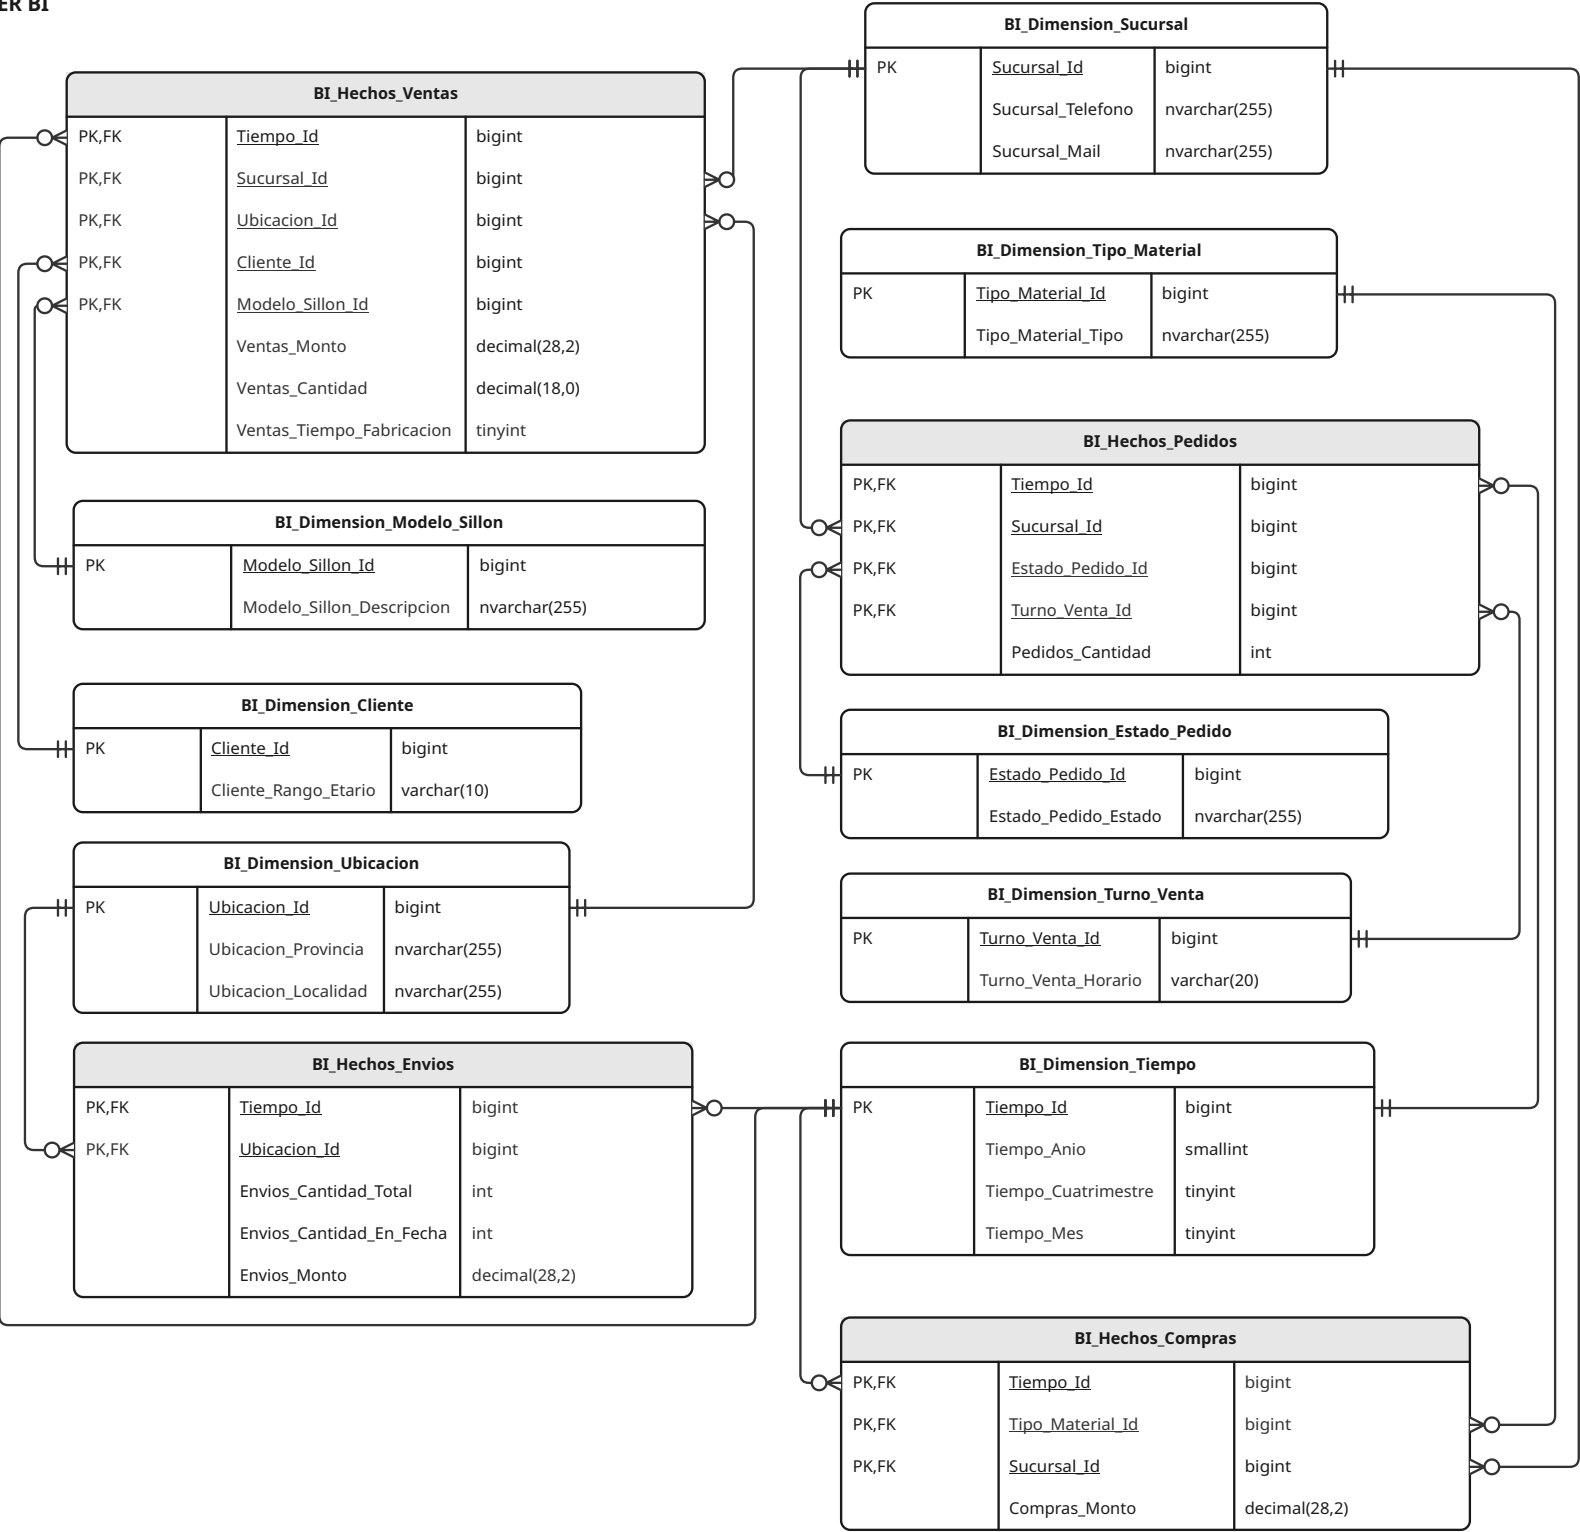 ER BI
BI_Hechos_Ventas
PK,FK Tiempo_Id bigint
PK,FK Sucursal_Id bigint
PK,FK Ubicacion_Id bigint
PK,FK Cliente_Id bigint
PK,FK Modelo_Sillon_Id bigint
Ventas_Monto decimal(28,2)
Ventas_Cantidad decimal(18,0)
Ventas_Tiempo_Fabricacion tinyint
BI_Dimension_Modelo_Sillon
PK Modelo_Sillon_Id bigint
Modelo_Sillon_Descripcion nvarchar(255)
BI_Dimension_Cliente
PK Cliente_Id bigint
Cliente_Rango_Etario varchar(10)
BI_Dimension_Ubicacion
PK Ubicacion_Id bigint
Ubicacion_Provincia nvarchar(255)
Ubicacion_Localidad nvarchar(255)
BI_Hechos_Envios
PK,FK Tiempo_Id bigint
PK,FK Ubicacion_Id bigint
Envios_Cantidad_Total int
Envios_Cantidad_En_Fecha int
Envios_Monto decimal(28,2)
BI_Dimension_Sucursal
PK Sucursal_Id bigint
Sucursal_Telefono nvarchar(255)
Sucursal_Mail nvarchar(255)
BI_Dimension_Tipo_Material
PK Tipo_Material_Id bigint
Tipo_Material_Tipo nvarchar(255)
BI_Hechos_Pedidos
PK,FK Tiempo_Id bigint
PK,FK Sucursal_Id bigint
PK,FK Estado_Pedido_Id bigint
PK,FK Turno_Venta_Id bigint
Pedidos_Cantidad int
BI_Dimension_Estado_Pedido
PK Estado_Pedido_Id bigint
Estado_Pedido_Estado nvarchar(255)
BI_Dimension_Turno_Venta
PK Turno_Venta_Id bigint
Turno_Venta_Horario varchar(20)
BI_Dimension_Tiempo
PK Tiempo_Id bigint
Tiempo_Anio smallint
Tiempo_Cuatrimestre tinyint
Tiempo_Mes tinyint
BI_Hechos_Compras
PK,FK Tiempo_Id bigint
PK,FK Tipo_Material_Id bigint
PK,FK Sucursal_Id bigint
Compras_Monto decimal(28,2)